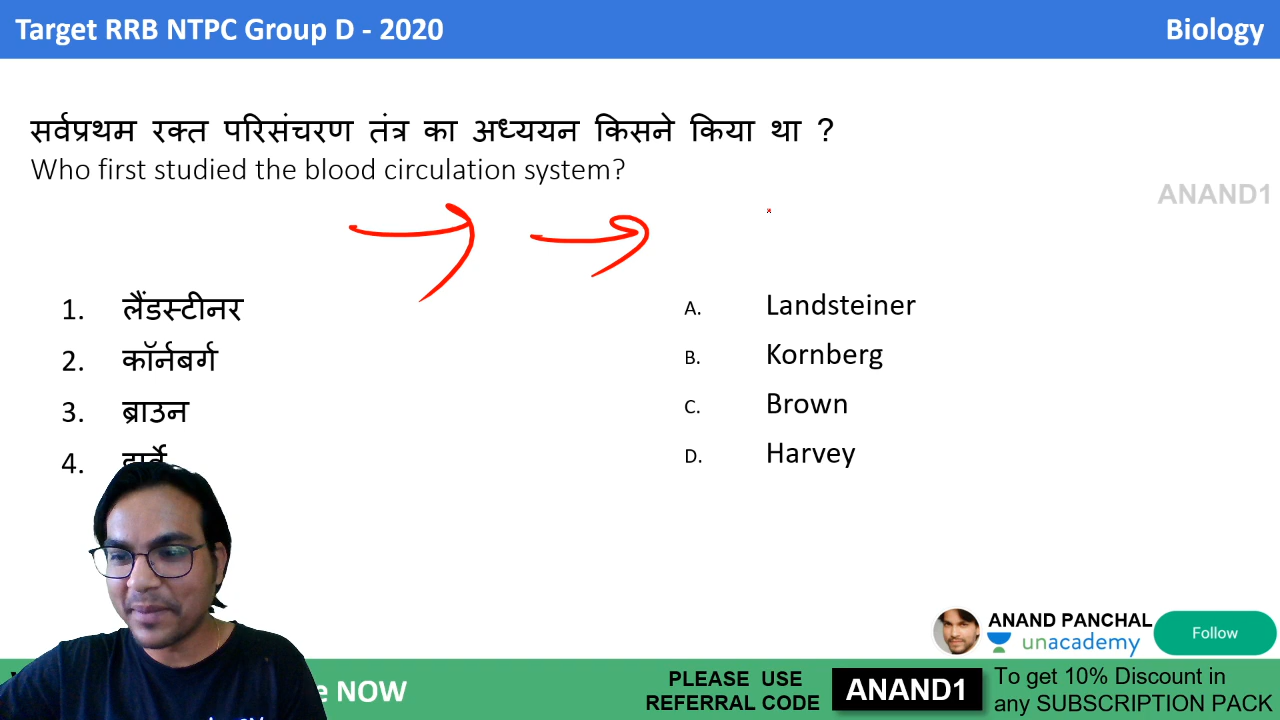 Target RRB NTPC Group D - 2020
Biology
सर्वप्रथम रक्त परिसंचरण तंत्र का अध्ययन किसने किया था ?
Who first studied the blood circulation system?
ANAND1
1. लैंडस्टीनर
2. कॉर्नबर्ग
3. ब्राउन
4.
A. Landsteiner
B. Kornberg
C. Brown
D. Harvey
ANAND PANCHAL
unacademy
Follow
NOW
PLEASE USE
REFERRAL CODE
ANAND1
To get 10% Discount in
any SUBSCRIPTION PACK